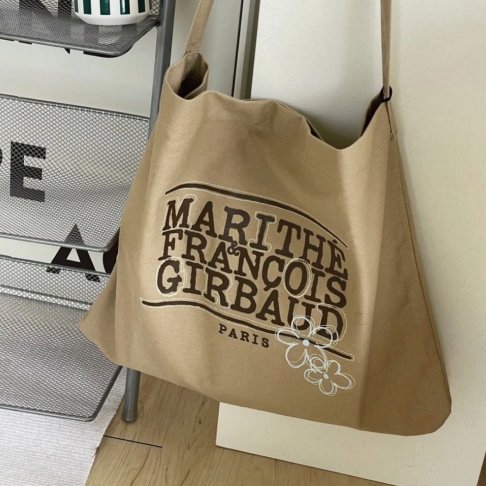 MARITHÉ
&
FRANÇOIS
GIRBAUD
PARIS